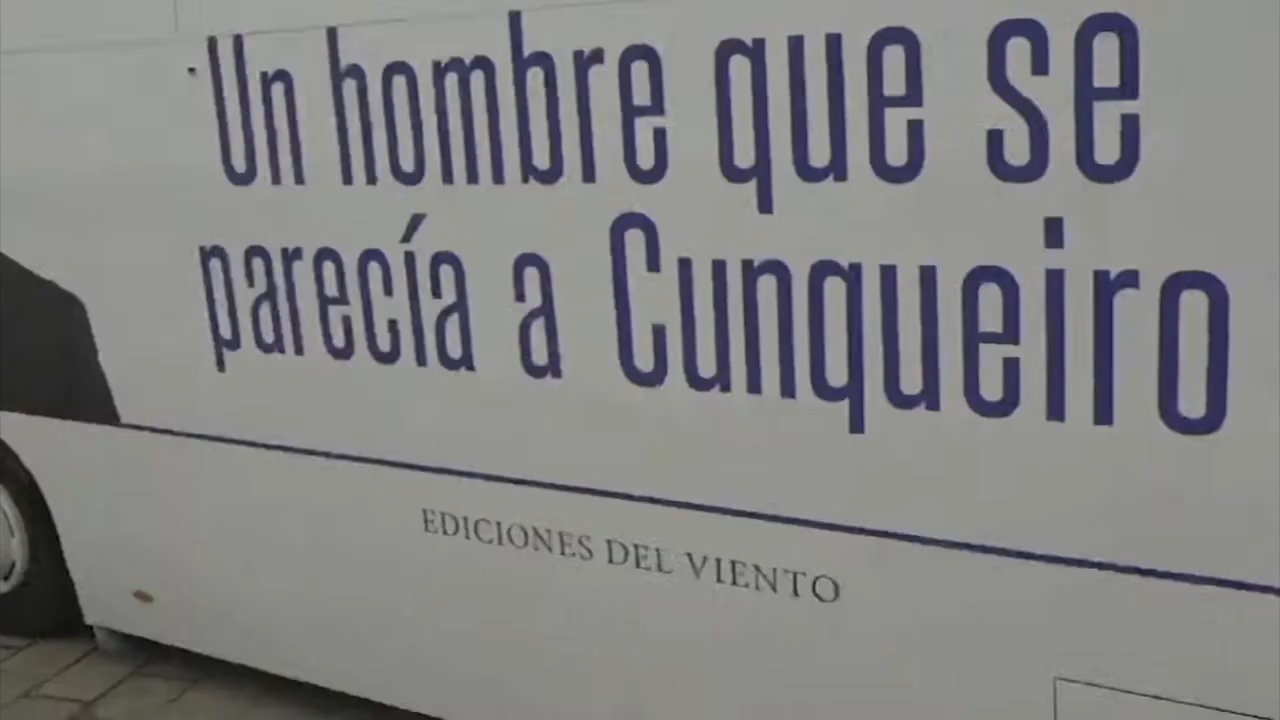 Un hombre que se
parecía a Cunqueiro
EDICIONES DEL VIENTO